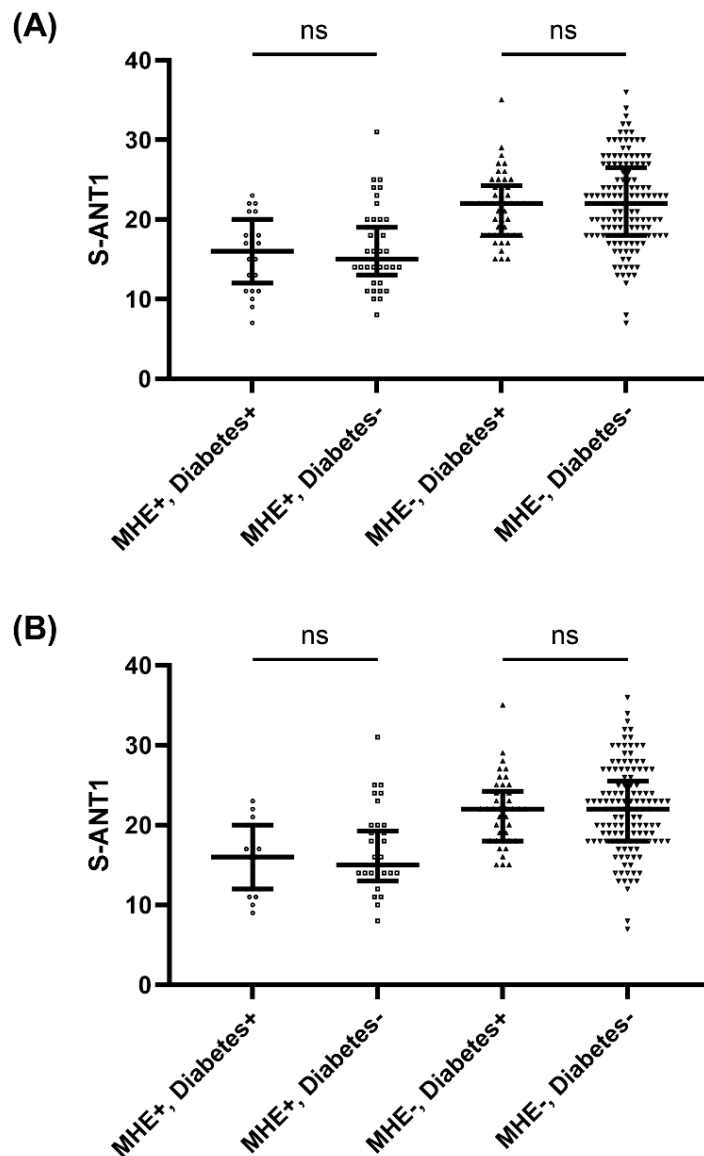 (A)
ns
ns
40
30
20
10
0
S-ANT1
MHE+, Diabetes+
MHE+, Diabetes-
MHE-, Diabetes+
MHE-, Diabetes-
(B)
ns
ns
40
30
20
10
0
S-ANT1
MHE+, Diabetes+
MHE+, Diabetes-
MHE-, Diabetes+
MHE-, Diabetes-